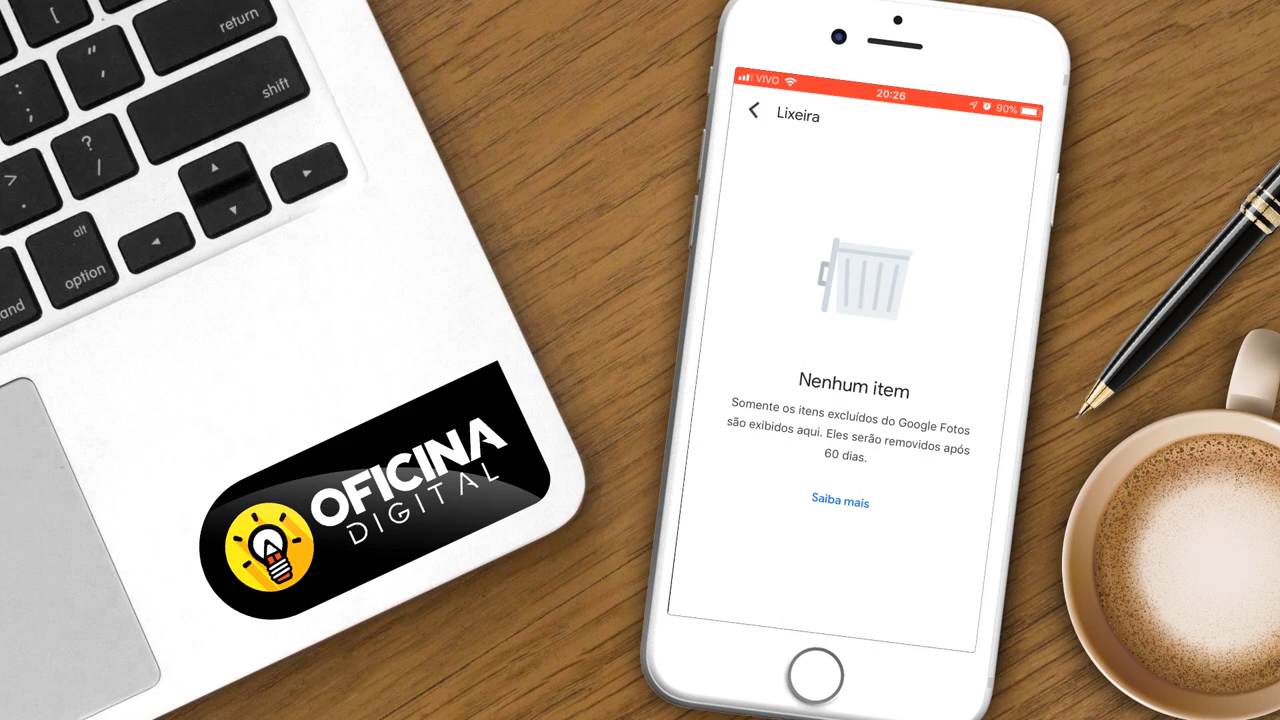 [
return
"
,
shift
:
;
?
/
>
.
alt
option
and
OFICINA
DIGITAL
VIVO
20:26
90%
Lixeira
Nenhum item
Somente os itens excluídos do Google Fotos
são exibidos aqui. Eles serão removidos após
60 dias.
Saiba mais